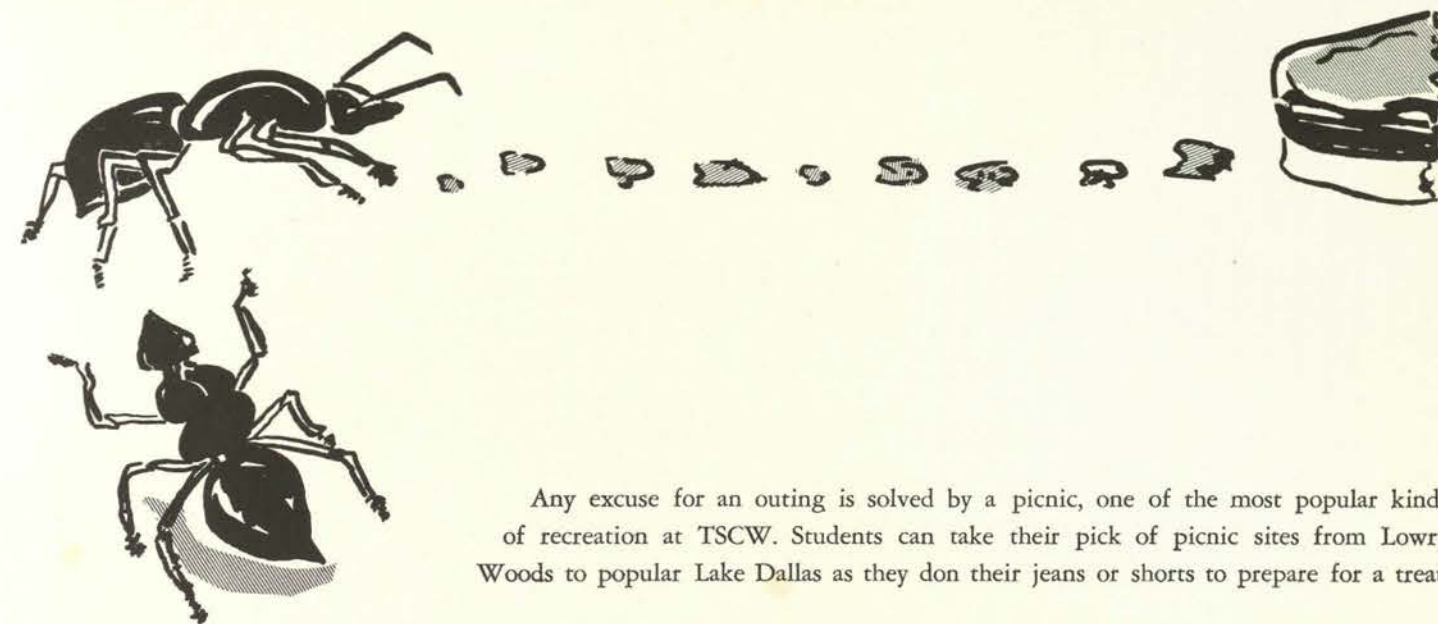 Any excuse for an outing is solved by a picnic, one of the most popular kind
of recreation at TSCW. Students can take their pick of picnic sites from Lowr
Woods to popular Lake Dallas as they don their jeans or shorts to prepare for a trea